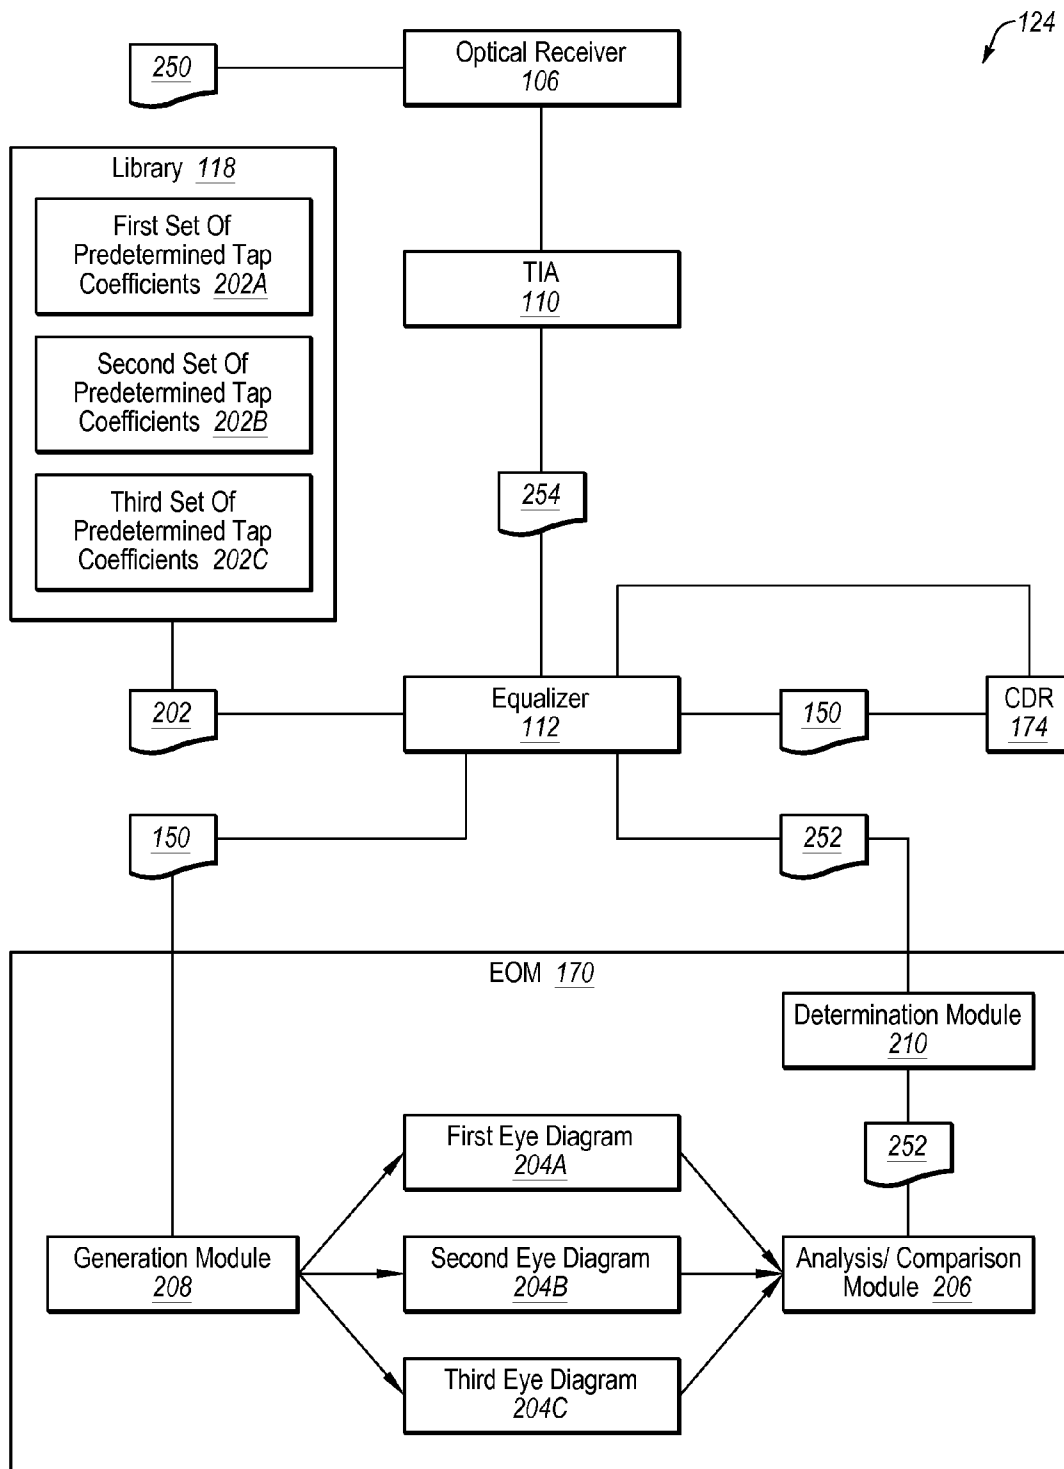 124
250
Optical Receiver
106
Library 118
First Set Of
Predetermined Tap
Coefficients 202A
Second Set Of
Predetermined Tap
Coefficients 202B
Third Set Of
Predetermined Tap
Coefficients 202C
TIA
110
254
202
Equalizer
112
150
CDR
174
150
252
EOM 170
Determination Module
210
252
First Eye Diagram
204A
Generation Module
208
Second Eye Diagram
204B
Analysis/ Comparison
Module 206
Third Eye Diagram
204C